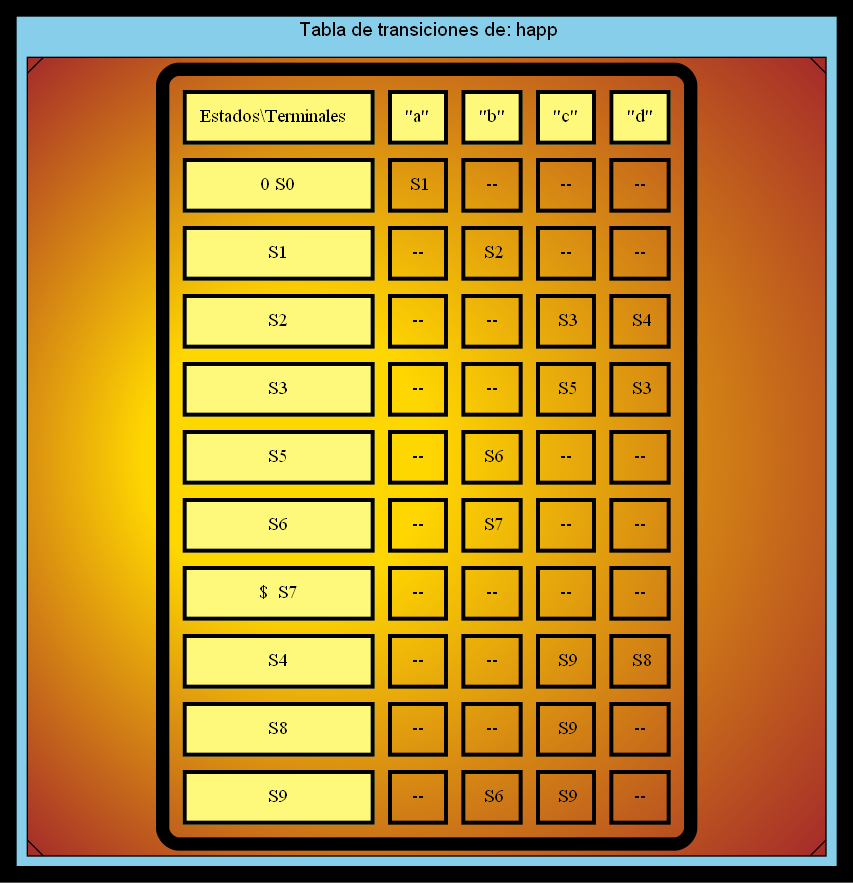 Tabla de transiciones de: happ
Estados\Terminales "a" "b" "c" "d"
0 S0 S1 -- -- --
S1 -- S2 -- --
S2 -- -- S3 S4
S3 -- -- S5 S3
S5 -- S6 -- --
S6 -- S7 -- --
$ S7 -- -- -- --
S4 -- -- S9 S8
S8 -- -- S9 --
S9 -- S6 S9 --